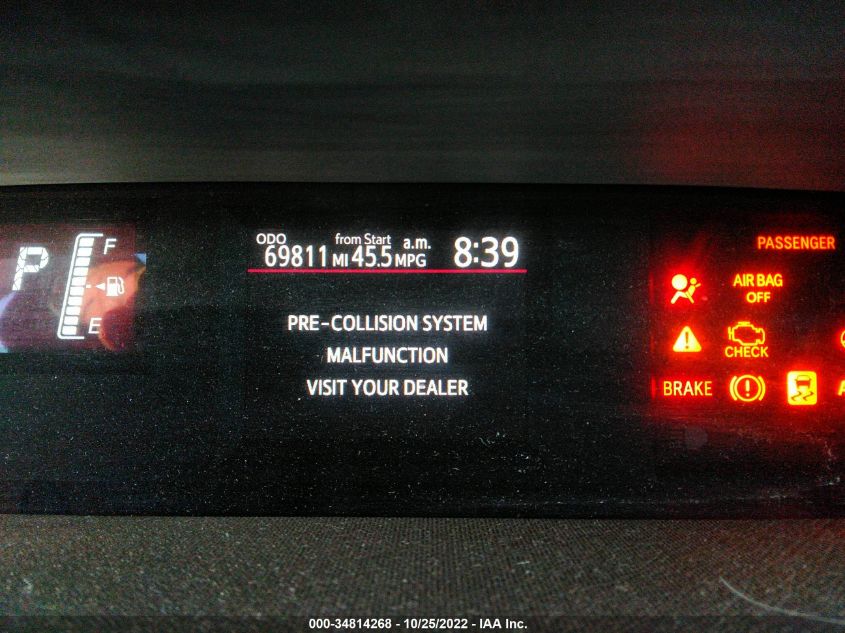 P
F
E
ODO from Start a.m.
69811 MI 45.5 MPG 8:39
PRE-COLLISION SYSTEM
MALFUNCTION
VISIT YOUR DEALER
PASSENGER
AIR BAG
OFF
CHECK
BRAKE
000-34814268 - 10/25/2022 - IAA Inc.